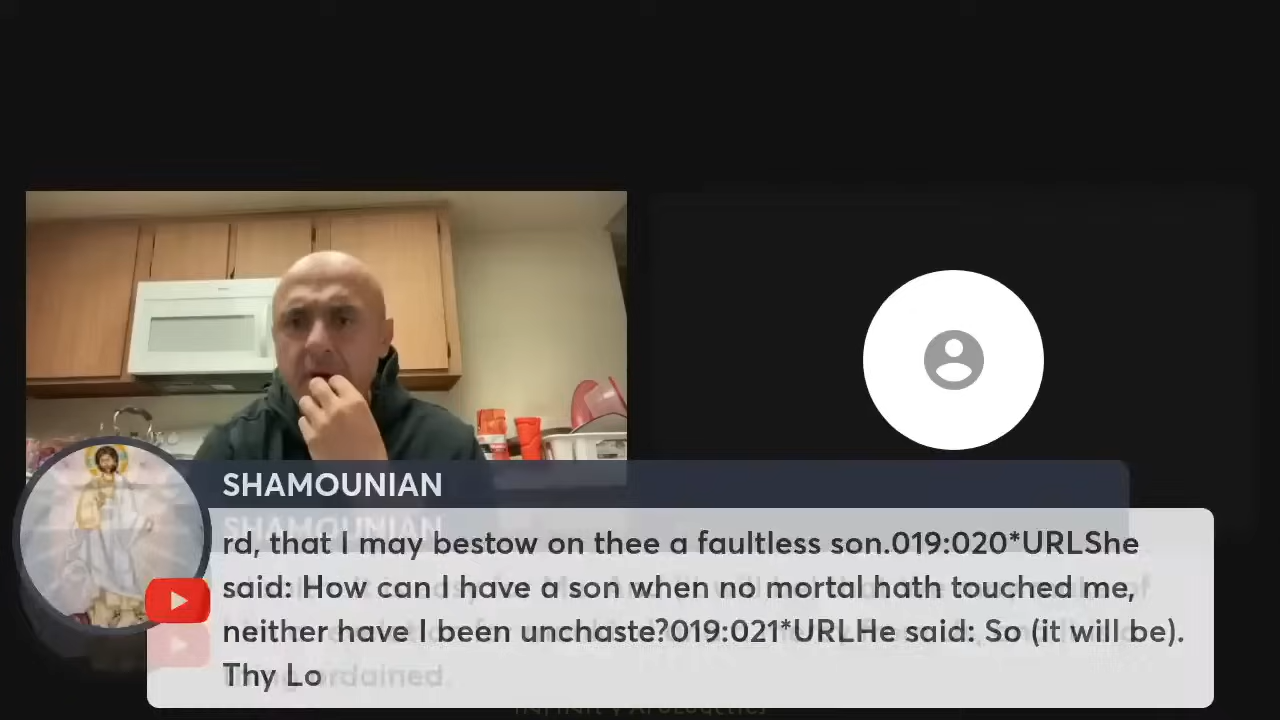 SHAMOUNIAN
rd, that I may bestow on thee a faultless son.019:020*URLShe
said: How can I have a son when no mortal hath touched me,
neither have I been unchaste?019:021*URLHe said: So (it will be).
Thy Lo
ordained.